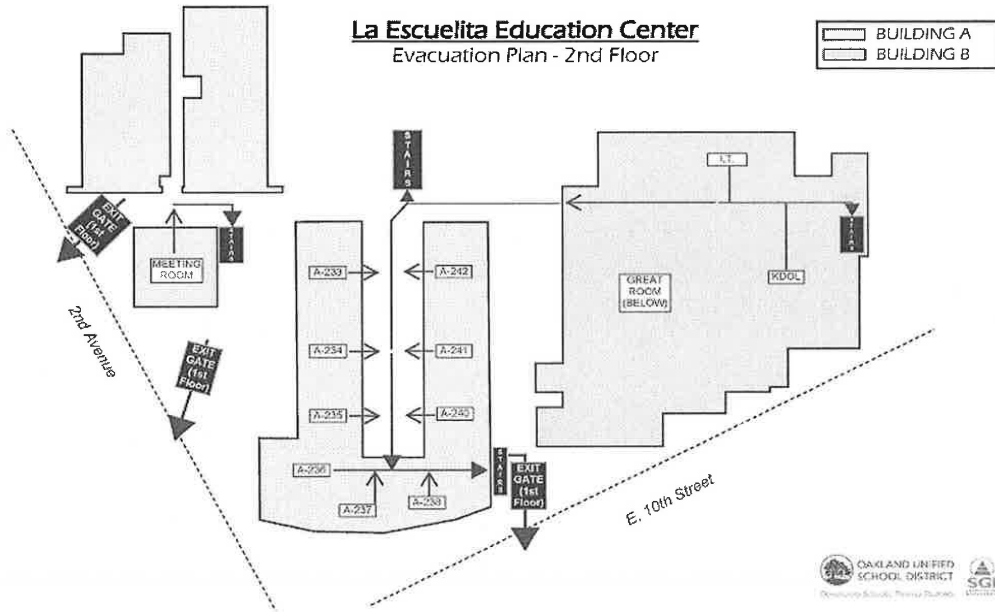 La Escuelita Education Center
Evacuation Plan - 2nd Floor
BUILDING A
BUILDING B
STAIRS
I.T.
EXIT
GATE
(1st
Floor)
STAIRS
MEETING
ROOM
A-233
A-242
GREAT
ROOM
(BELOW)
KDOL
STAIRS
2nd Avenue
EXIT
GATE
(1st
Floor)
A-234
A-241
A-235
A-240
A-236
STAIRS
EXIT
GATE
(1st
Floor)
A-237
A-238
E. 10th Street
OAKLAND UNIFIED
SCHOOL DISTRICT
SGI